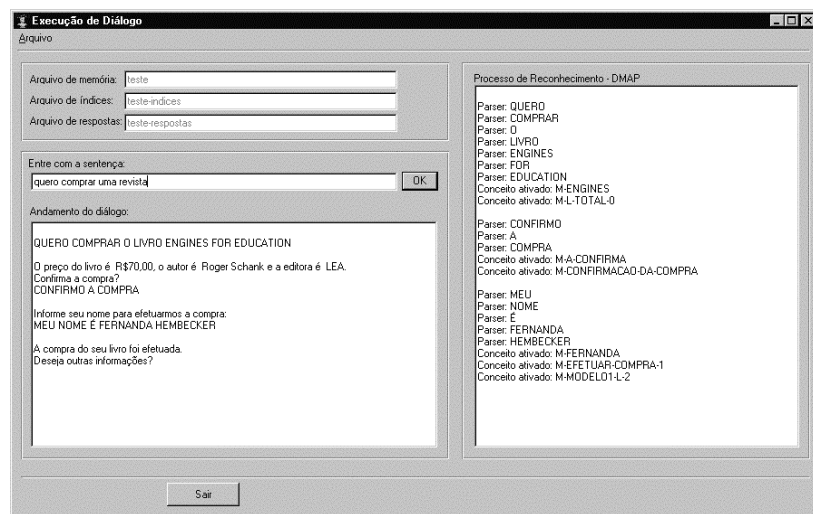 Execução de Diálogo
Arquivo
Arquivo de memória: teste
Arquivo de índices: teste-indices
Arquivo de respostas: teste-respostas
Entre com a sentença:
quero comprar uma revista
OK
Andamento do diálogo:
QUERO COMPRAR O LIVRO ENGINES FOR EDUCATION
O preço do livro é R$70,00, o autor é Roger Schank e a editora é LEA.
Confirma a compra?
CONFIRMO A COMPRA
Informe seu nome para efetuarmos a compra:
MEU NOME É FERNANDA HEMBECKER
A compra do seu livro foi efetuada.
Deseja outras informações?
Processo de Reconhecimento - DMAP
Parser: QUERO
Parser: COMPRAR
Parser: O
Parser: LIVRO
Parser: ENGINES
Parser: FOR
Parser: EDUCATION
Conceito ativado: M-ENGINES
Conceito ativado: M-L-TOTAL-0
Parser: CONFIRMO
Parser: A
Parser: COMPRA
Conceito ativado: M-A-CONFIRMA
Conceito ativado: M-CONFIRMACAO-DA-COMPRA
Parser: MEU
Parser: NOME
Parser: É
Parser: FERNANDA
Parser: HEMBECKER
Conceito ativado: M-FERNANDA
Conceito ativado: M-EFETUAR-COMPRA-1
Conceito ativado: M-MODELO1-L-2
Sair